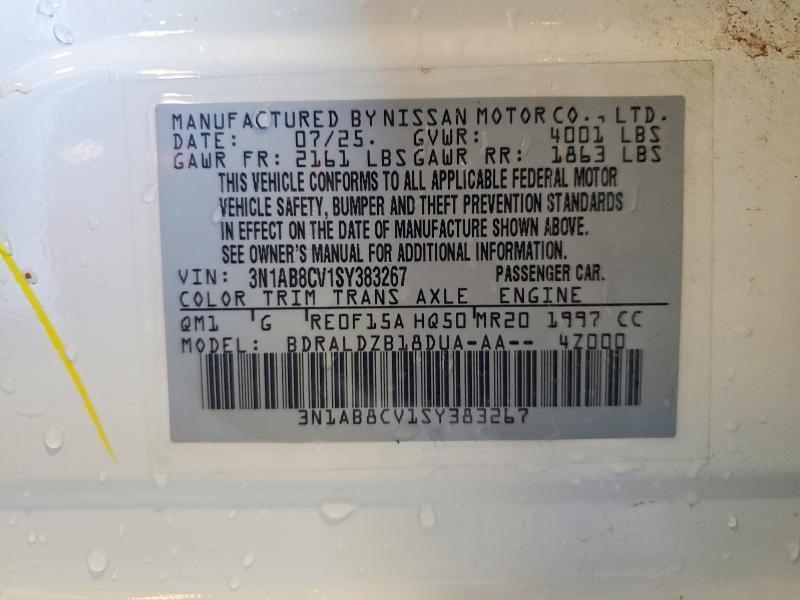 MANUFACTURED BY NISSAN MOTOR CO., LTD.
DATE: 07/25. GVWR: 4001 LBS
GAWR FR: 2161 LBS GAWR RR: 1863 LBS
THIS VEHICLE CONFORMS TO ALL APPLICABLE FEDERAL MOTOR
VEHICLE SAFETY, BUMPER AND THEFT PREVENTION STANDARDS
IN EFFECT ON THE DATE OF MANUFACTURE SHOWN ABOVE.
SEE OWNER'S MANUAL FOR ADDITIONAL INFORMATION.
VIN: 3N1AB8CV1SY383267 PASSENGER CAR.
COLOR TRIM TRANS AXLE ENGINE
QM1 G RE0F15A HQ50 MR20 1997 CC
MODEL: BDRALDZB18DUA-AA-- 4Z000
3N1AB8CV1SY383267